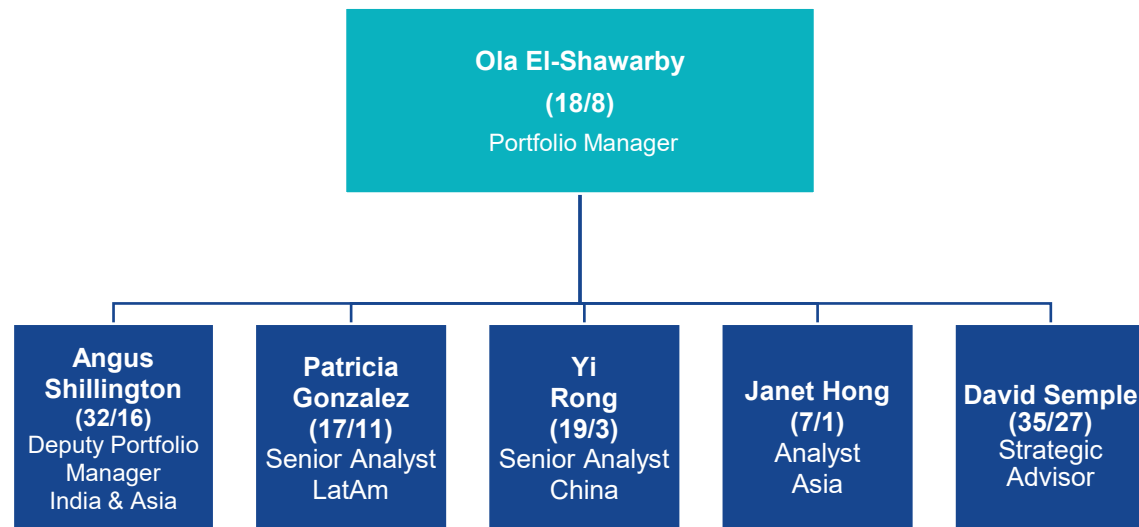 Ola El-Shawarby
(18/8)
Portfolio Manager
Angus
Shillington
(32/16)
Deputy Portfolio
Manager
India & Asia
Patricia
Gonzalez
(17/11)
Senior Analyst
LatAm
Yi
Rong
(19/3)
Senior Analyst
China
Janet Hong
(7/1)
Analyst
Asia
David Semple
(35/27)
Strategic
Advisor